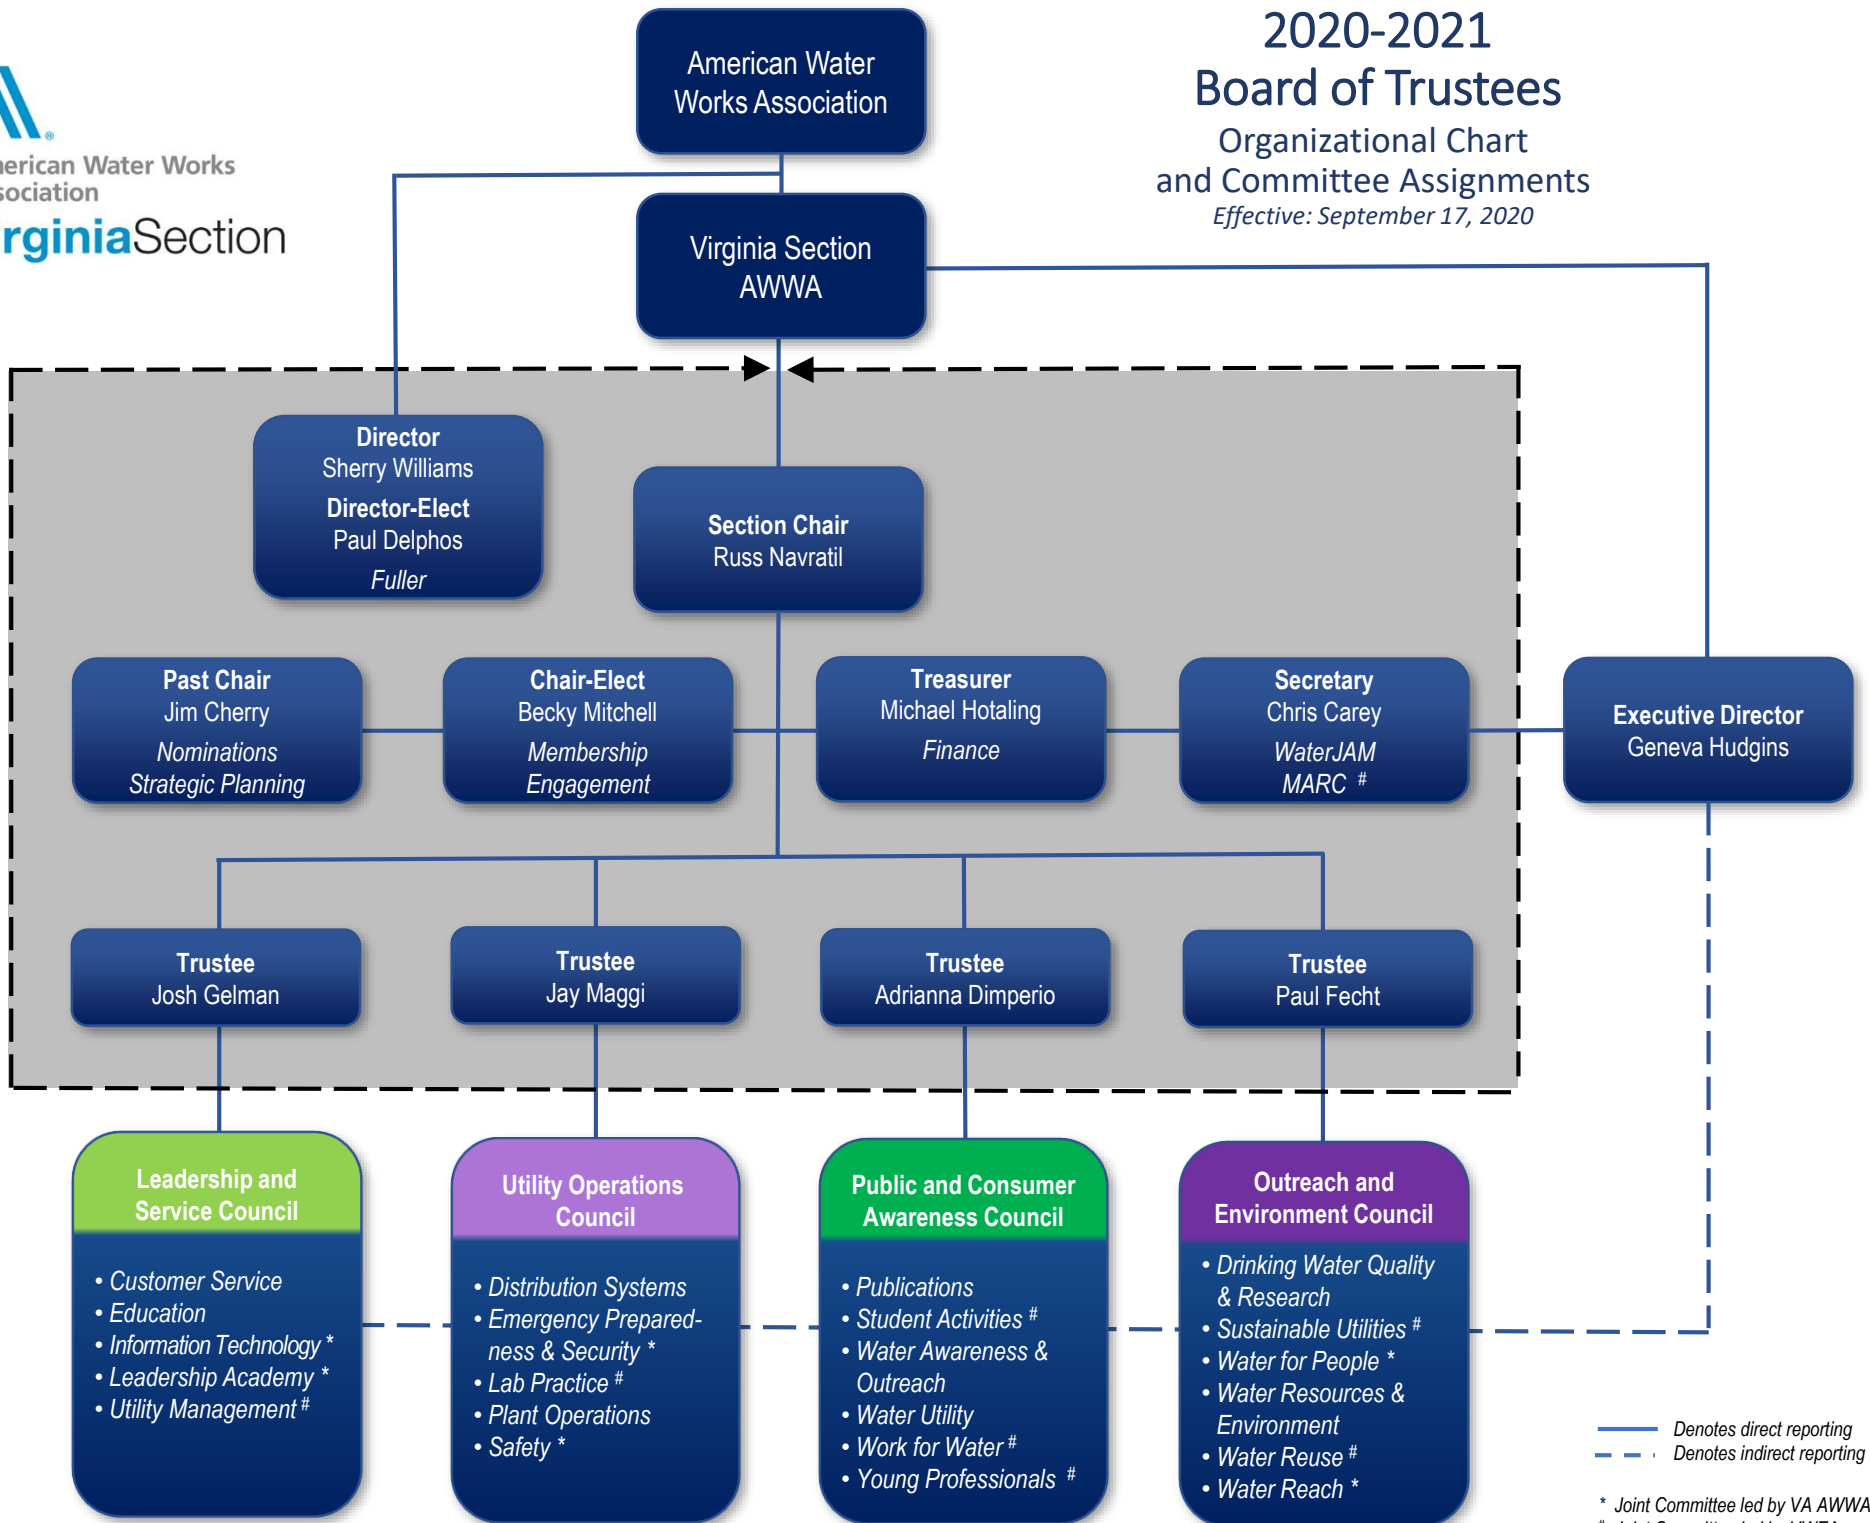 2020-2021
Board of Trustees
Organizational Chart
and Committee Assignments
Effective: September 17, 2020
American Water
Works Association
®
Water Works
Section
Virginia Section
AWWA
Director
Sherry Williams
Director-Elect
Paul Delphos
Fuller
Section Chair
Russ Navratil
Past Chair
Jim Cherry
Nominations
Strategic Planning
Chair-Elect
Becky Mitchell
Membership
Engagement
Treasurer
Michael Hotaling
Finance
Secretary
Chris Carey
WaterJAM
MARC #
Executive Director
Geneva Hudgins
Trustee
Josh Gelman
Trustee
Jay Maggi
Trustee
Adrianna Dimperio
Trustee
Paul Fecht
Leadership and
Service Council
• Customer Service
• Education
• Information Technology *
• Leadership Academy *
• Utility Management #
Utility Operations
Council
• Distribution Systems
• Emergency Prepared-
ness & Security *
• Lab Practice #
• Plant Operations
• Safety *
Public and Consumer
Awareness Council
• Publications
• Student Activities #
• Water Awareness &
Outreach
• Water Utility
• Work for Water #
• Young Professionals #
Outreach and
Environment Council
• Drinking Water Quality
& Research
• Sustainable Utilities #
• Water for People *
• Water Resources &
Environment
• Water Reuse #
• Water Reach *
Denotes direct reporting
Denotes indirect reporting
* Joint Committee led by VA AWWA